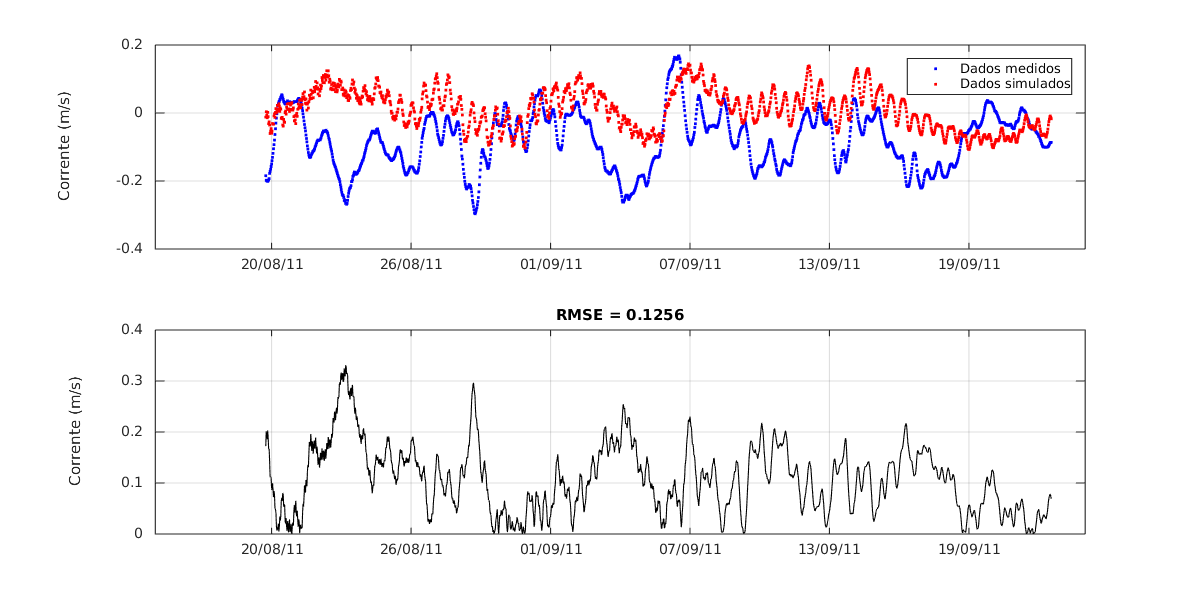 0.2
0
-0.2
-0.4
Corrente (m/s)
Dados medidos
Dados simulados
20/08/11 26/08/11 01/09/11 07/09/11 13/09/11 19/09/11
RMSE = 0.1256
0.4
0.3
0.2
0.1
0
Corrente (m/s)
20/08/11 26/08/11 01/09/11 07/09/11 13/09/11 19/09/11